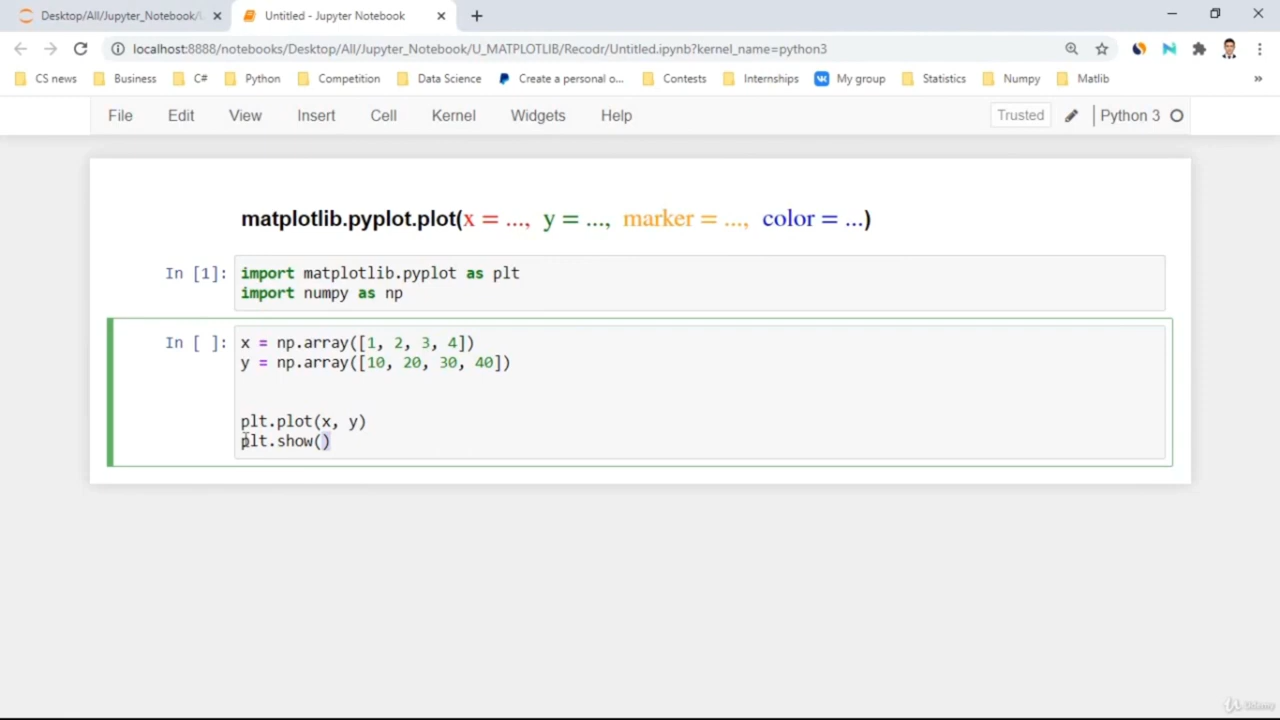 Desktop/All/Jupyter_Notebook/
Untitled - Jupyter Notebook
localhost:8888/notebooks/Desktop/All/Jupyter_Notebook/U_MATPLOTLIB/Recodr/Untitled.ipynb?kernel_name=python3
CS news Business C# Python Competition Data Science Create a personal o... Contests Internships My group Statistics Numpy Matlib »
File Edit View Insert Cell Kernel Widgets Help Trusted Python 3
matplotlib.pyplot.plot(x = ..., y = ..., marker = ..., color = ...)
In [1]: import matplotlib.pyplot as plt
import numpy as np
In [ ]: x = np.array([1, 2, 3, 4])
y = np.array([10, 20, 30, 40])
plt.plot(x, y)
plt.show()
Udemy